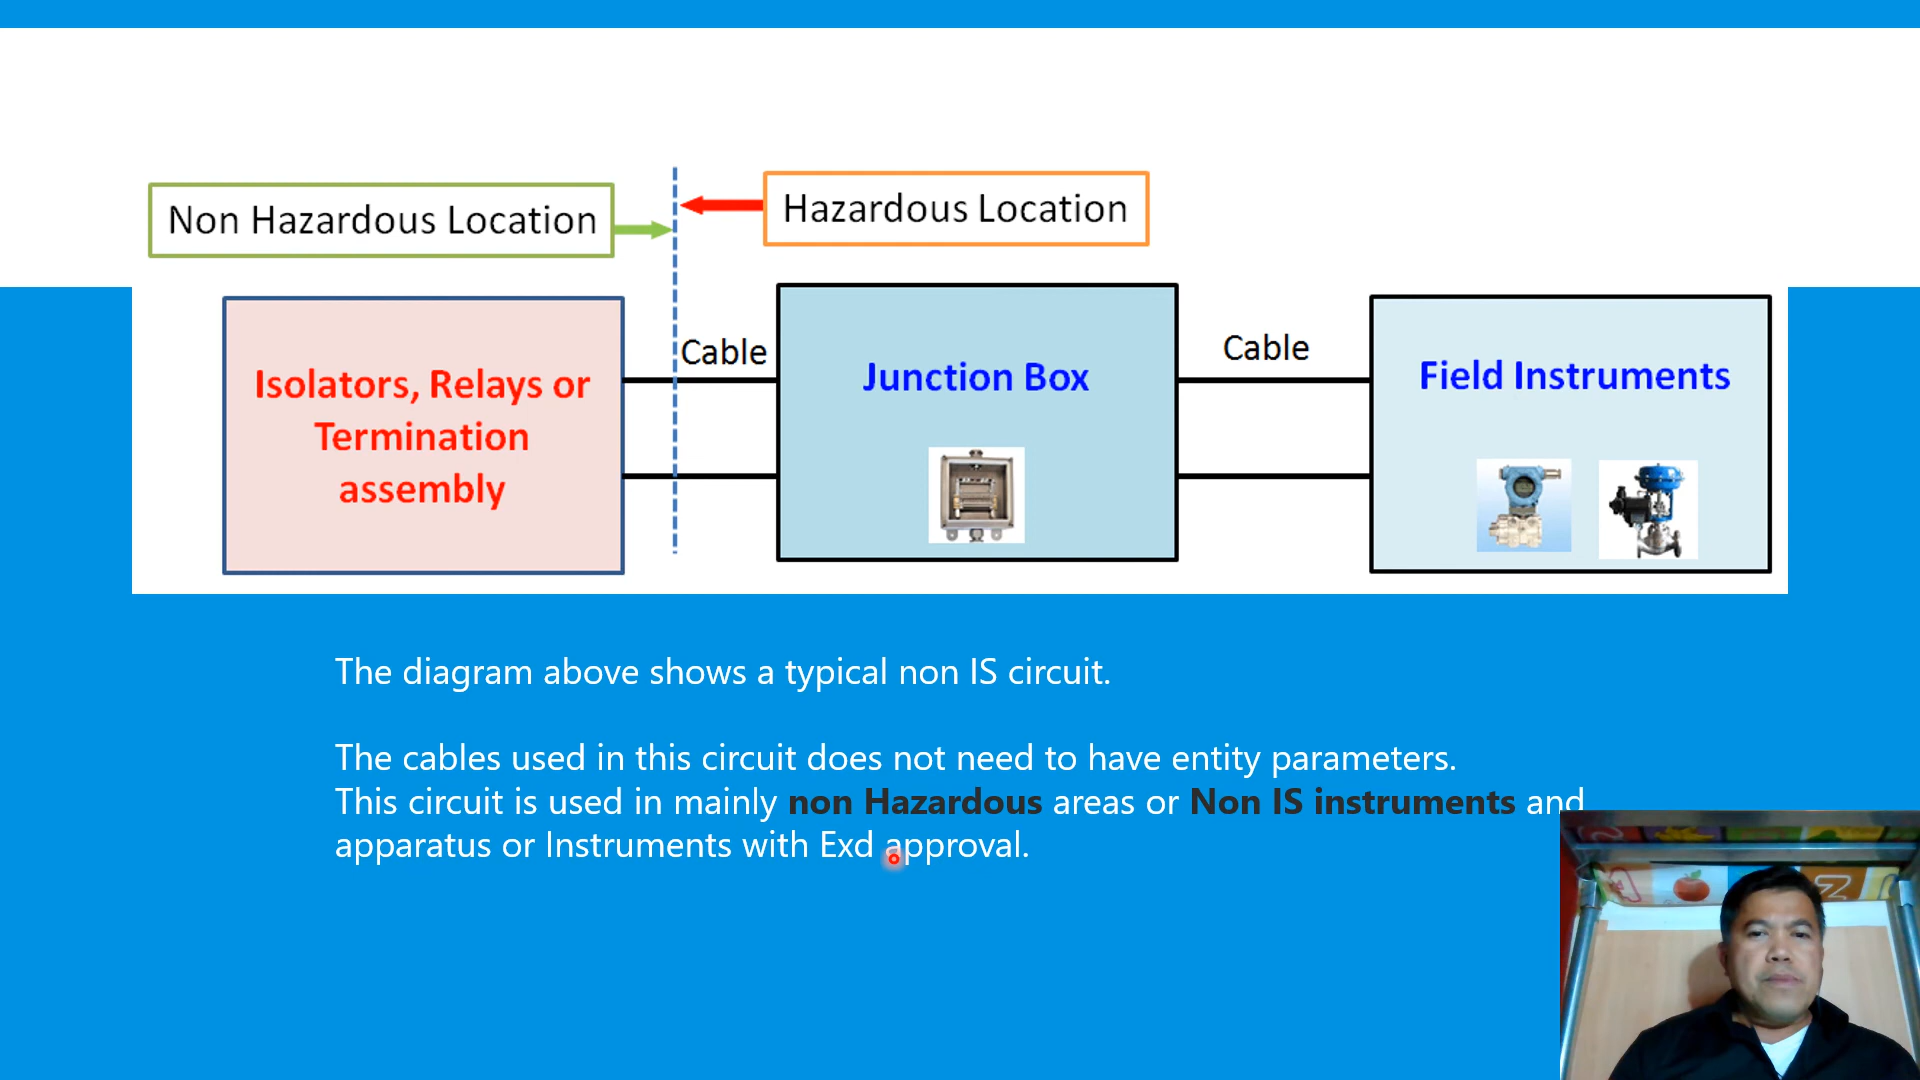 Non Hazardous Location
Hazardous Location
Isolators, Relays or
Termination
assembly
Cable
Junction Box
Cable
Field Instruments
The diagram above shows a typical non IS circuit.
The cables used in this circuit does not need to have entity parameters.
This circuit is used in mainly non Hazardous areas or Non IS instruments and
apparatus or Instruments with Exd approval.
Z